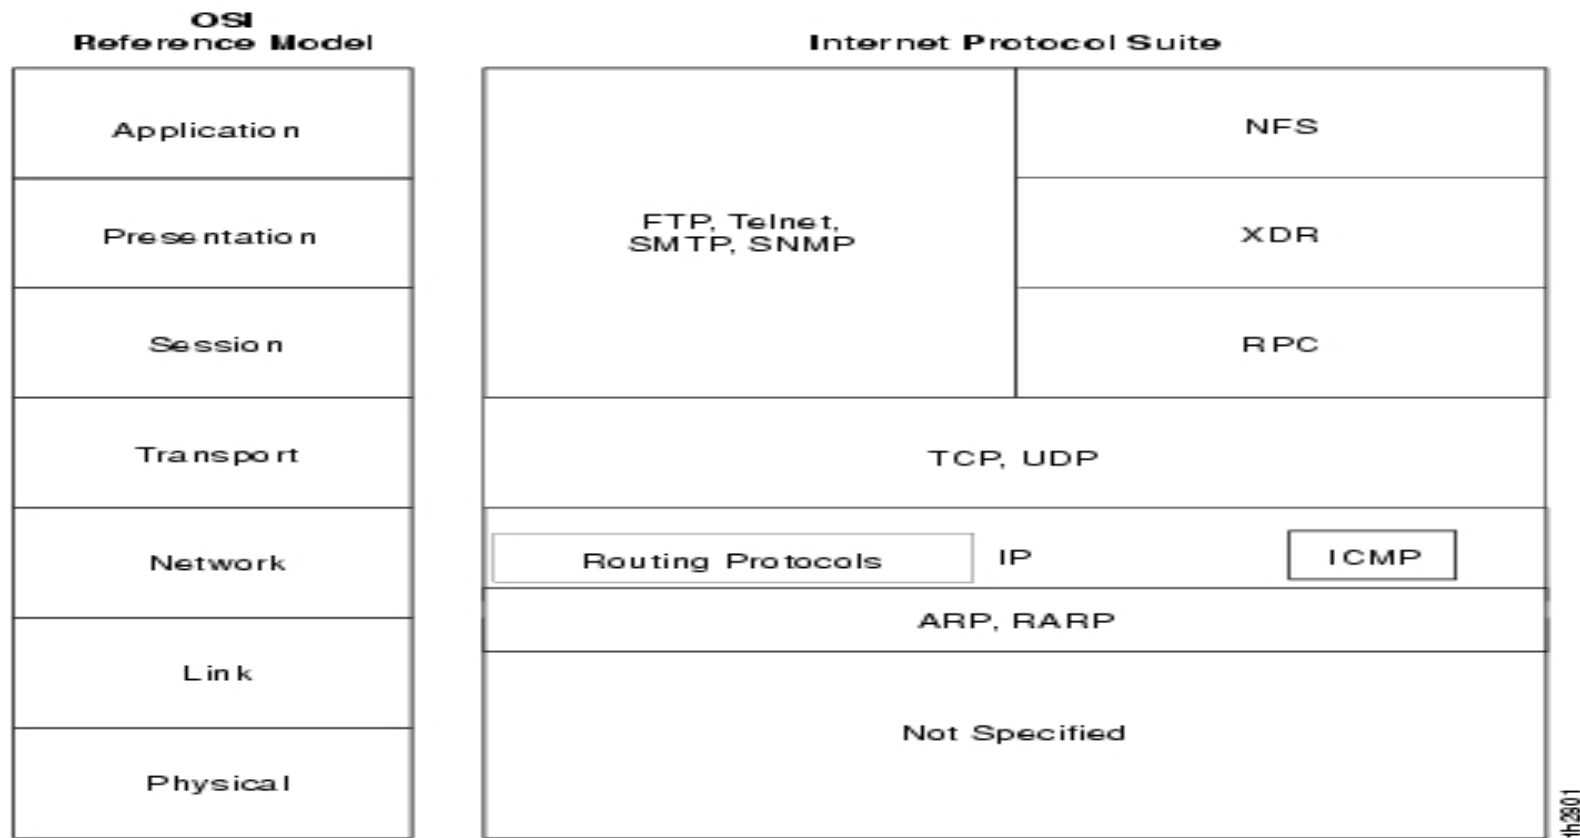 OSI
Reference Model
Internet Protocol Suite
Application
Presentation
Session
Transport
Network
Link
Physical
FTP, Telnet,
SMTP, SNMP
NFS
XDR
RPC
TCP, UDP
Routing Protocols
IP
ICMP
ARP, RARP
Not Specified